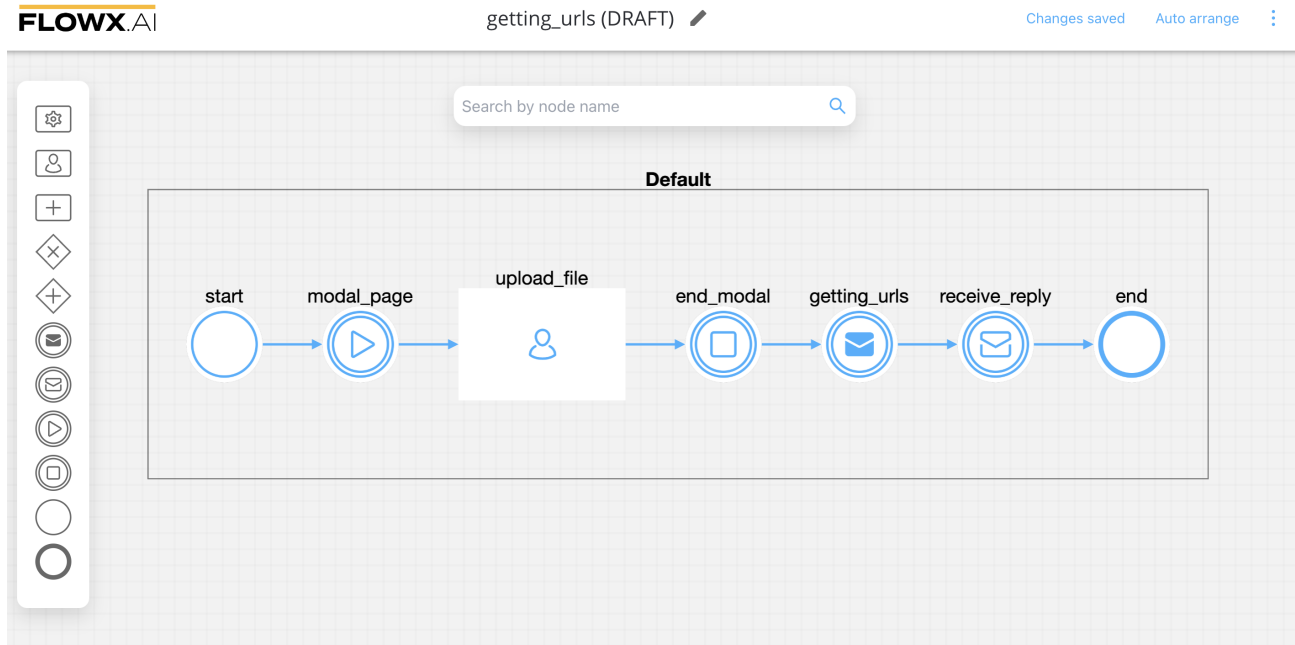 FLOWX.AI
getting_urls (DRAFT)
Changes saved
Auto arrange
Search by node name
Default
start
modal_page
upload_file
end_modal
getting_urls
receive_reply
end